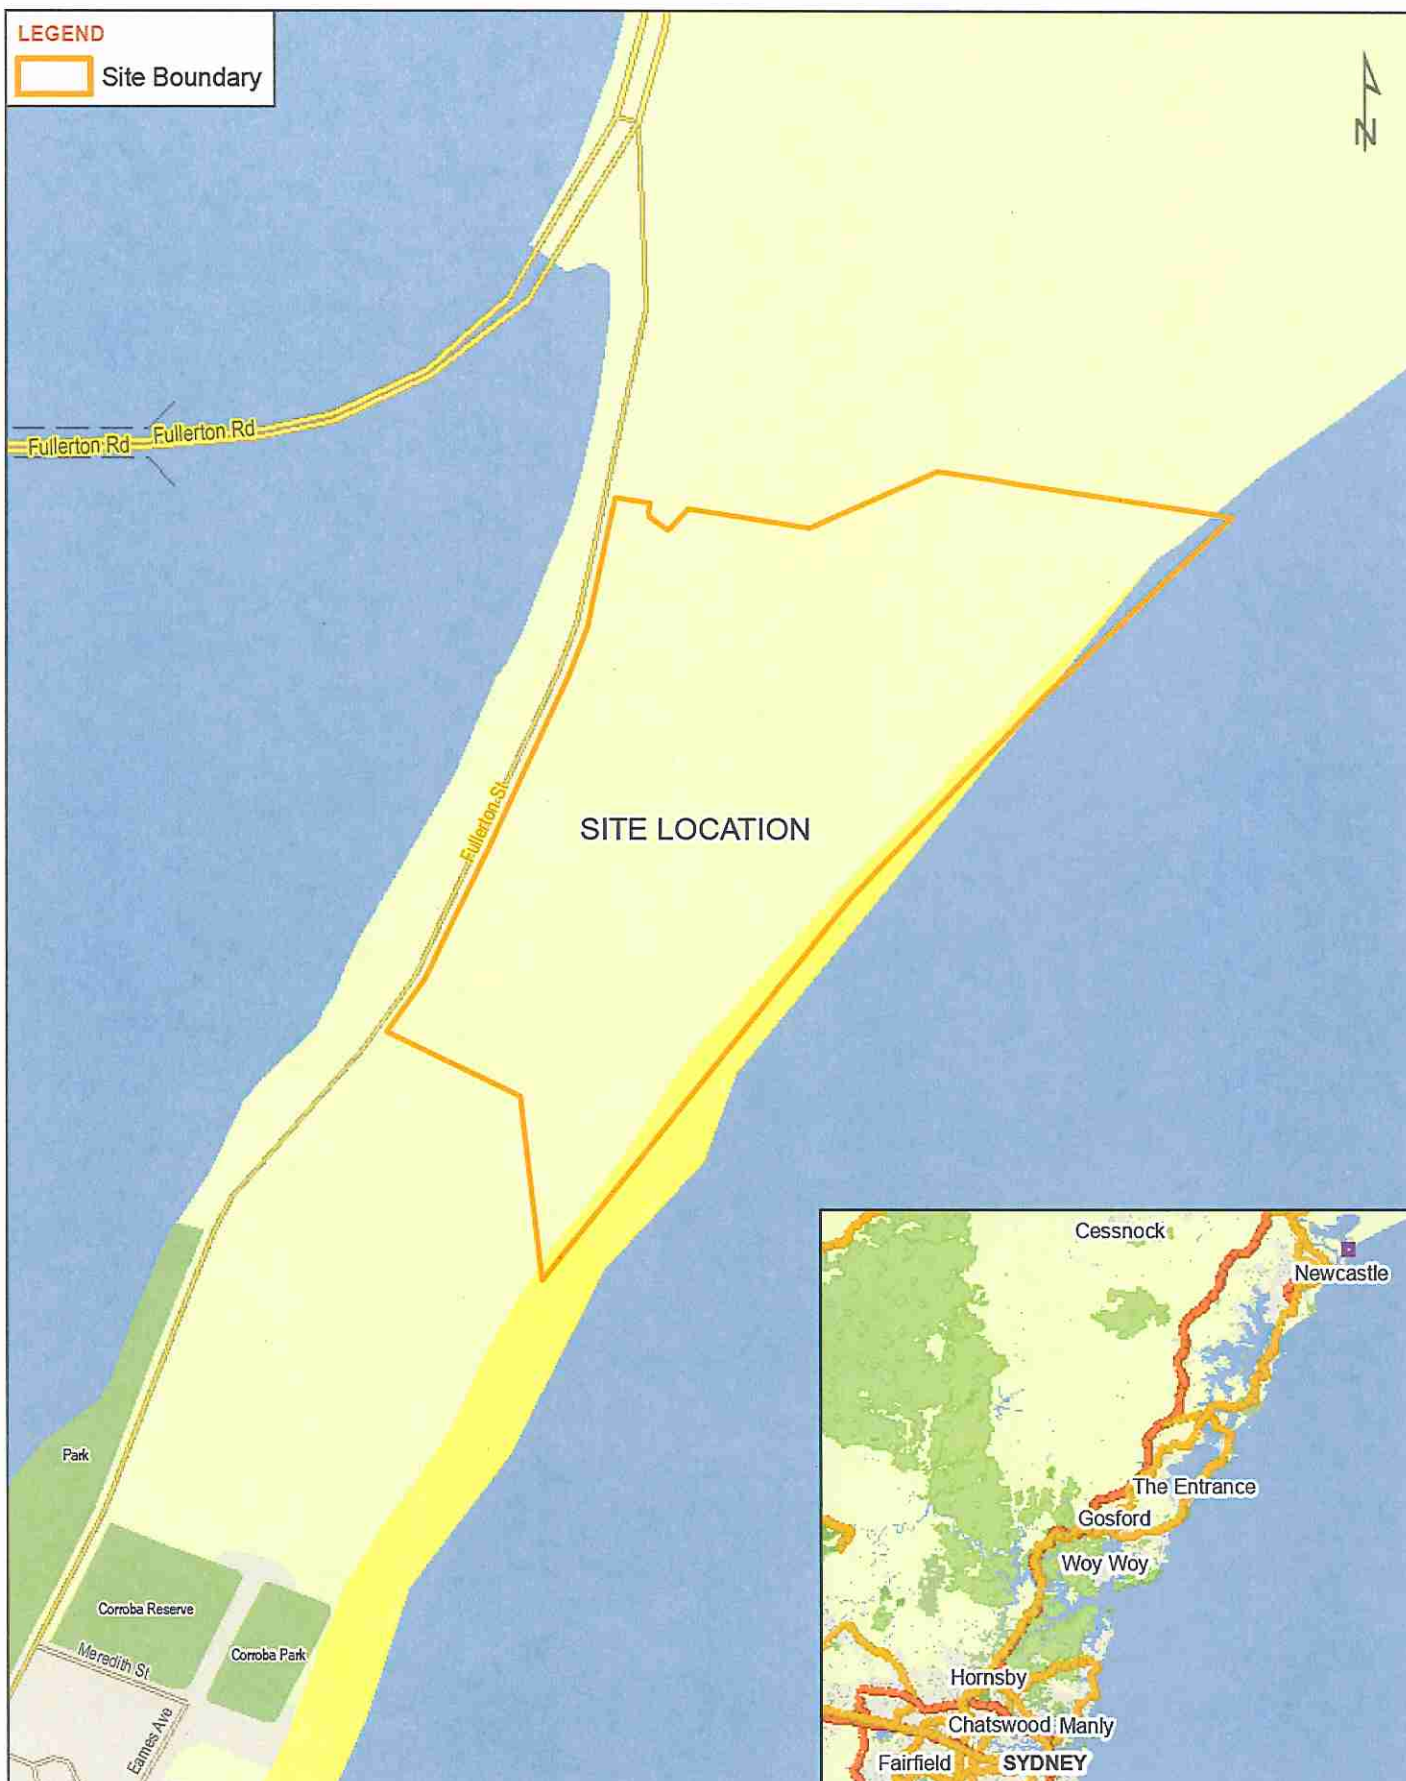 LEGEND
Site Boundary
N
Fullerton Rd
Fullerton Rd
Fullerton St
SITE LOCATION
Park
Corroba Reserve
Corroba Park
Meredith St
Eames Ave
Cessnock
Newcastle
The Entrance
Gosford
Woy Woy
Hornsby
Chatswood
Manly
Fairfield
SYDNEY